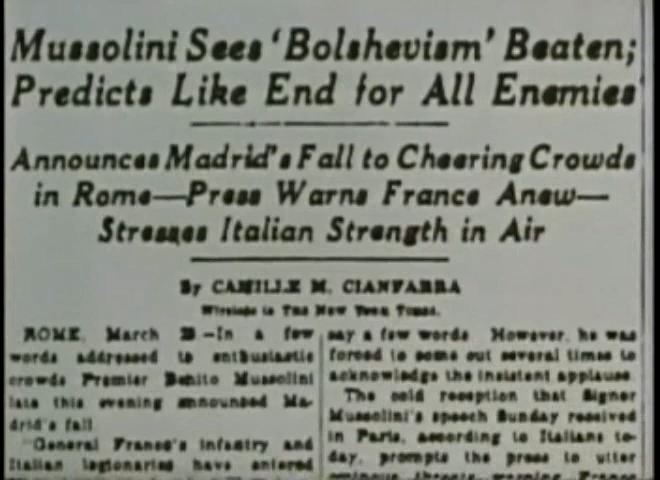 Mussolini Sees 'Bolshevism' Beaten;
Predicts Like End for All Enemies
Announces Madrid's Fall to Cheering Crowds
in Rome—Press Warns France Anew—
Stresses Italian Strength in Air
By CAMILLE M. CIANFARRA
Wireless to THE NEW YORK TIMES.
ROME, March 28.—In a few
words addressed to enthusiastic
crowds Premier Benito Mussolini
late this evening announced Ma-
drid's fall.
"General Franco's infantry and
Italian legionaries have entered
say a few words. However, he was
forced to come out several times to
acknowledge the insistent applause.
The cold reception that Signor
Mussolini's speech Sunday received
in Paris, according to Italians to-
day, prompts the press to utter
ominous threats warning France